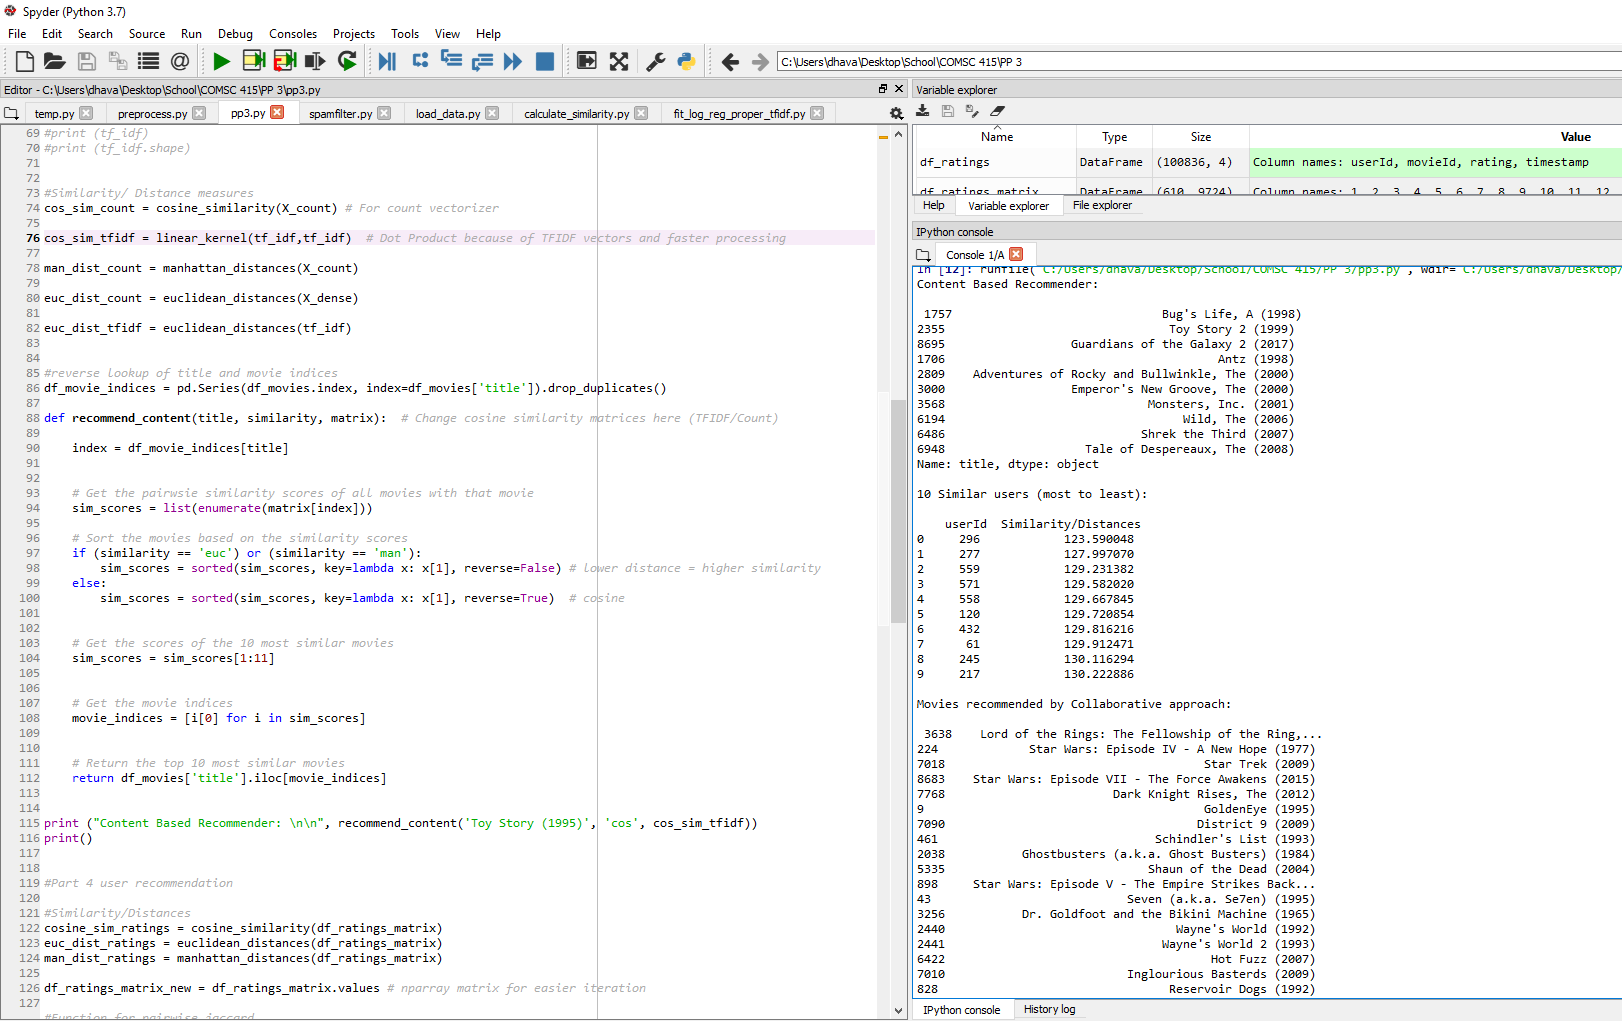 Spyder (Python 3.7)
File Edit Search Source Run Debug Consoles Projects Tools View Help
C:\Users\dhava\Desktop\School\COMSC 415\PP 3
Editor - C:\Users\dhava\Desktop\School\COMSC 415\PP 3\pp3.py
temp.py preprocess.py pp3.py spamfilter.py load_data.py calculate_similarity.py fit_log_reg_proper_tfidf.py
69 #print (tf_idf)
70 #print (tf_idf.shape)
71
72
73 #Similarity/ Distance measures
74 cos_sim_count = cosine_similarity(X_count) # For count vectorizer
75
76 cos_sim_tfidf = linear_kernel(tf_idf,tf_idf)  # Dot Product because of TFIDF vectors and faster processing
77
78 man_dist_count = manhattan_distances(X_count)
79
80 euc_dist_count = euclidean_distances(X_dense)
81
82 euc_dist_tfidf = euclidean_distances(tf_idf)
83
84
85 #reverse lookup of title and movie indices
86 df_movie_indices = pd.Series(df_movies.index, index=df_movies['title']).drop_duplicates()
87
88 def recommend_content(title, similarity, matrix):  # Change cosine similarity matrices here (TFIDF/Count)
89
90     index = df_movie_indices[title]
91
92
93     # Get the pairwsie similarity scores of all movies with that movie
94     sim_scores = list(enumerate(matrix[index]))
95
96     # Sort the movies based on the similarity scores
97     if (similarity == 'euc') or (similarity == 'man'):
98         sim_scores = sorted(sim_scores, key=lambda x: x[1], reverse=False) # lower distance = higher similarity
99     else:
100         sim_scores = sorted(sim_scores, key=lambda x: x[1], reverse=True)  # cosine
101
102
103     # Get the scores of the 10 most similar movies
104     sim_scores = sim_scores[1:11]
105
106
107     # Get the movie indices
108     movie_indices = [i[0] for i in sim_scores]
109
110
111     # Return the top 10 most similar movies
112     return df_movies['title'].iloc[movie_indices]
113
114
115 print ("Content Based Recommender: \n\n", recommend_content('Toy Story (1995)', 'cos', cos_sim_tfidf))
116 print()
117
118
119 #Part 4 user recommendation
120
121 #Similarity/Distances
122 cosine_sim_ratings = cosine_similarity(df_ratings_matrix)
123 euc_dist_ratings = euclidean_distances(df_ratings_matrix)
124 man_dist_ratings = manhattan_distances(df_ratings_matrix)
125
126 df_ratings_matrix_new = df_ratings_matrix.values # nparray matrix for easier iteration
127
#Function for pairwise jaccard
Variable explorer
Name Type Size Value
df_ratings DataFrame (100836, 4) Column names: userId, movieId, rating, timestamp
df_ratings_matrix DataFrame (610, 9724) Column names: 1, 2, 3, 4, 5, 6, 7, 8, 9, 10, 11, 12
Help Variable explorer File explorer
IPython console
Console 1/A
In [12]: runfile('C:/Users/dhava/Desktop/School/COMSC 415/PP 3/pp3.py', wdir='C:/Users/dhava/Desktop/
Content Based Recommender:
1757 Bug's Life, A (1998)
2355 Toy Story 2 (1999)
8695 Guardians of the Galaxy 2 (2017)
1706 Antz (1998)
2809 Adventures of Rocky and Bullwinkle, The (2000)
3000 Emperor's New Groove, The (2000)
3568 Monsters, Inc. (2001)
6194 Wild, The (2006)
6486 Shrek the Third (2007)
6948 Tale of Despereaux, The (2008)
Name: title, dtype: object
10 Similar users (most to least):
userId Similarity/Distances
0 296 123.590048
1 277 127.997070
2 559 129.231382
3 571 129.582020
4 558 129.667845
5 120 129.720854
6 432 129.816216
7 61 129.912471
8 245 130.116294
9 217 130.222886
Movies recommended by Collaborative approach:
3638 Lord of the Rings: The Fellowship of the Ring,...
224 Star Wars: Episode IV - A New Hope (1977)
7018 Star Trek (2009)
8683 Star Wars: Episode VII - The Force Awakens (2015)
7768 Dark Knight Rises, The (2012)
9 GoldenEye (1995)
7090 District 9 (2009)
461 Schindler's List (1993)
2038 Ghostbusters (a.k.a. Ghost Busters) (1984)
5335 Shaun of the Dead (2004)
898 Star Wars: Episode V - The Empire Strikes Back...
43 Seven (a.k.a. Se7en) (1995)
3256 Dr. Goldfoot and the Bikini Machine (1965)
2440 Wayne's World (1992)
2441 Wayne's World 2 (1993)
6422 Hot Fuzz (2007)
7010 Inglourious Basterds (2009)
828 Reservoir Dogs (1992)
IPython console History log